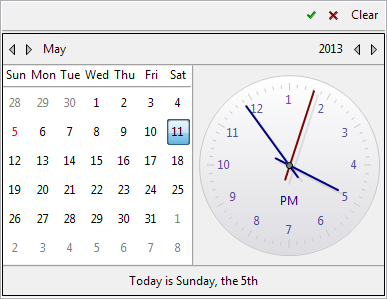 Clear
May 2013
Sun Mon Tue Wed Thu Fri Sat
28 29 30 1 2 3 4
5 6 7 8 9 10 11
12 13 14 15 16 17 18
19 20 21 22 23 24 25
26 27 28 29 30 31 1
2 3 4 5 6 7 8
1
12 2
11 3
10 4
PM
9 5
8 6
7
Today is Sunday, the 5th